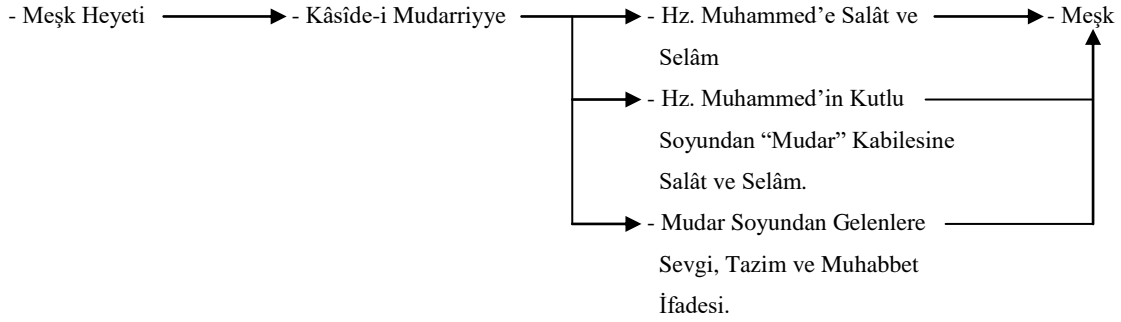 - Meşk Heyeti - Kâsîde-i Mudarriyye - Hz. Muhammed’e Salât ve - Meşk
Selâm
- Hz. Muhammed’in Kutlu
Soyundan “Mudar” Kabilesine
Salât ve Selâm.
- Mudar Soyundan Gelenlere
Sevgi, Tazim ve Muhabbet
İfadesi.